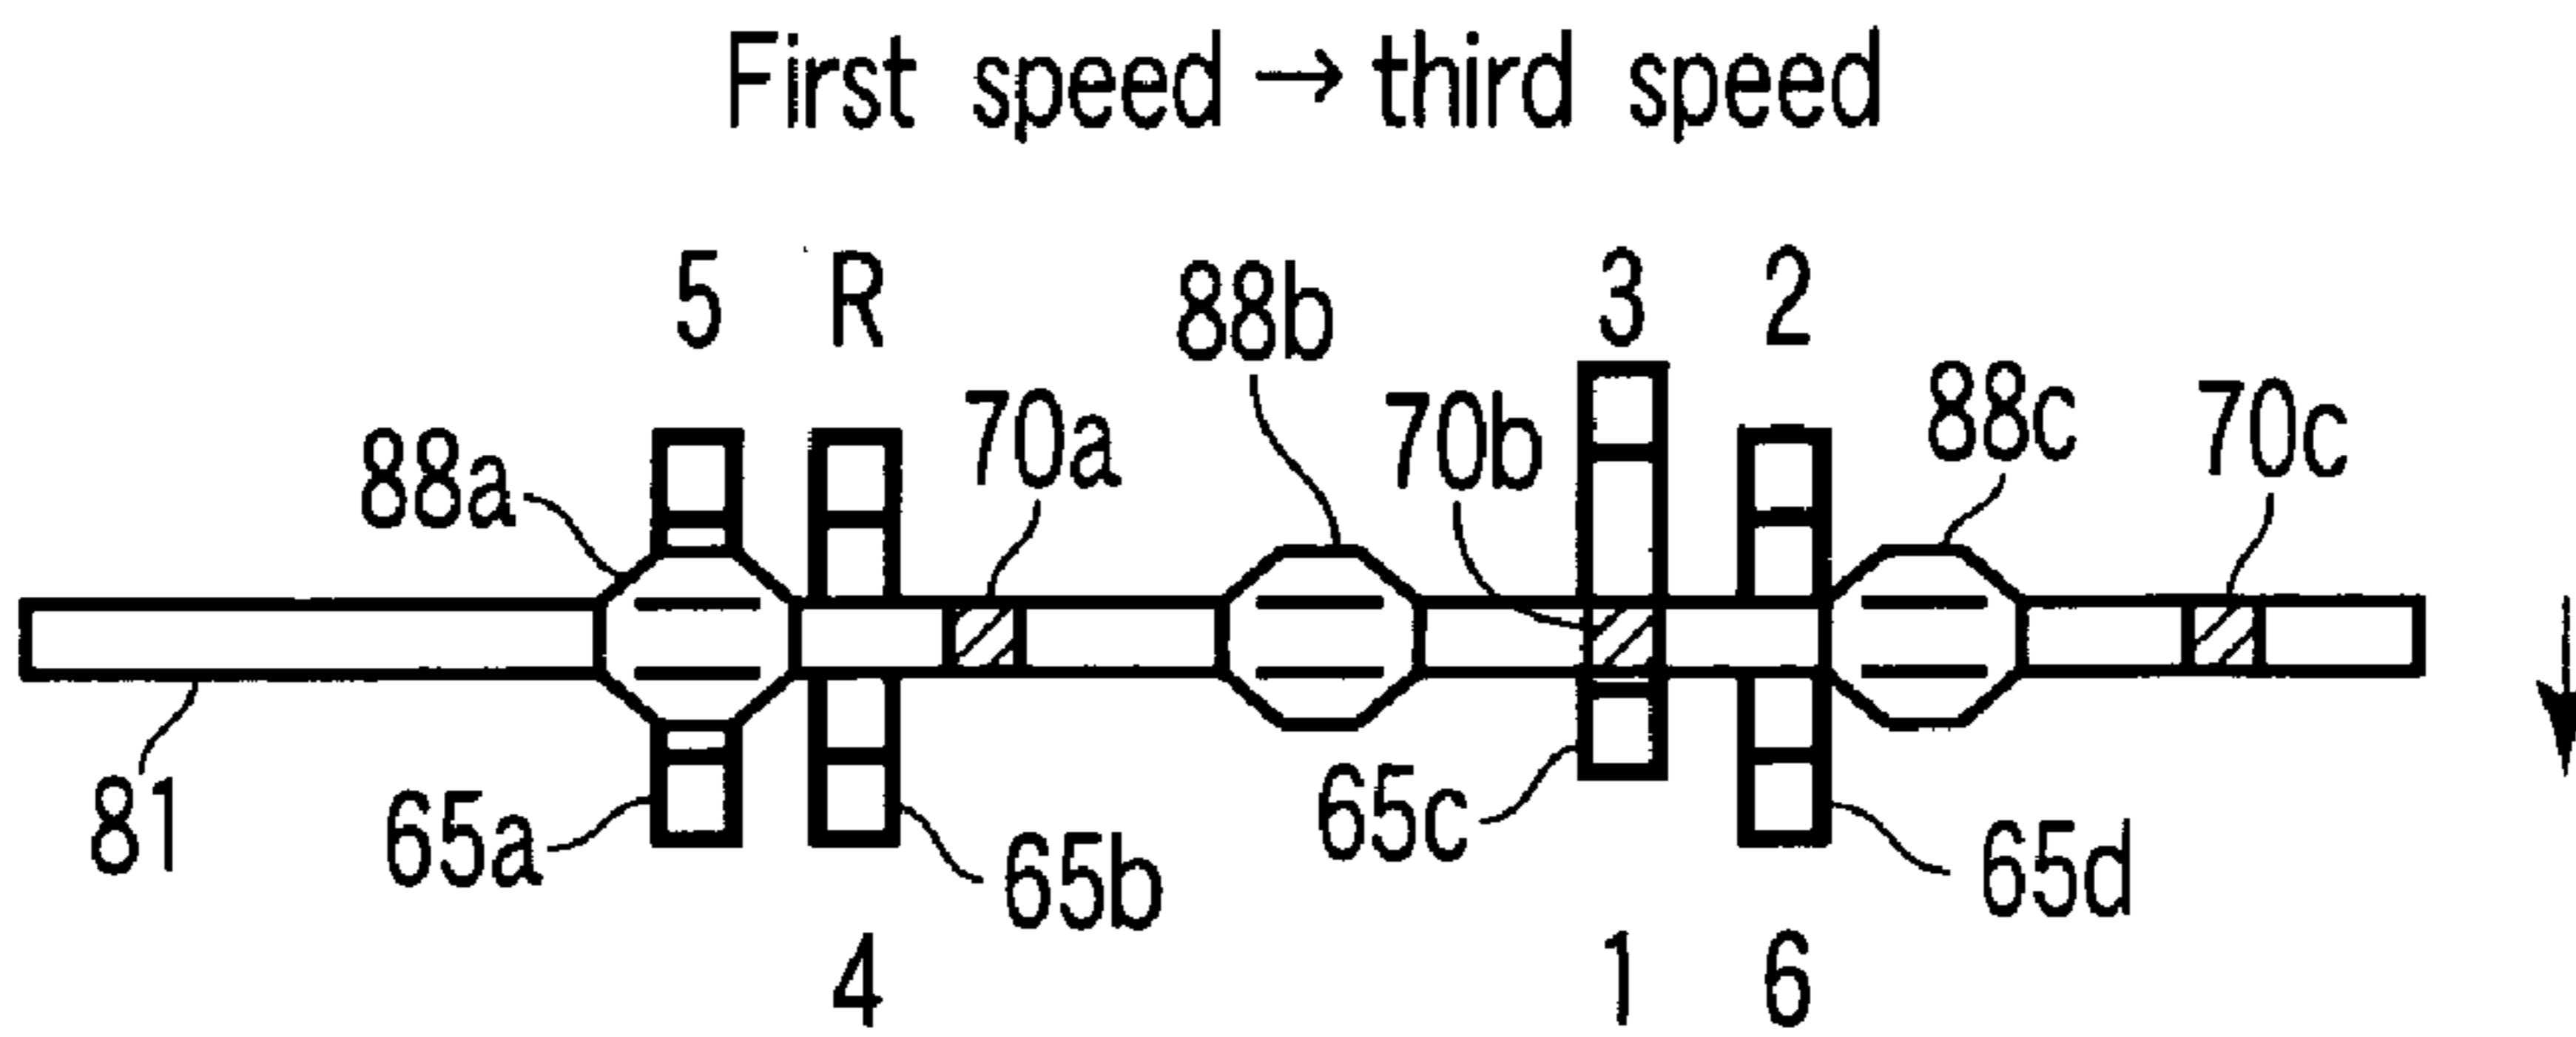 First speed → third speed
5 R 88b 3 2
88a 70a 70b 88c 70c
81 65a 65b 65c 65d
4 1 6